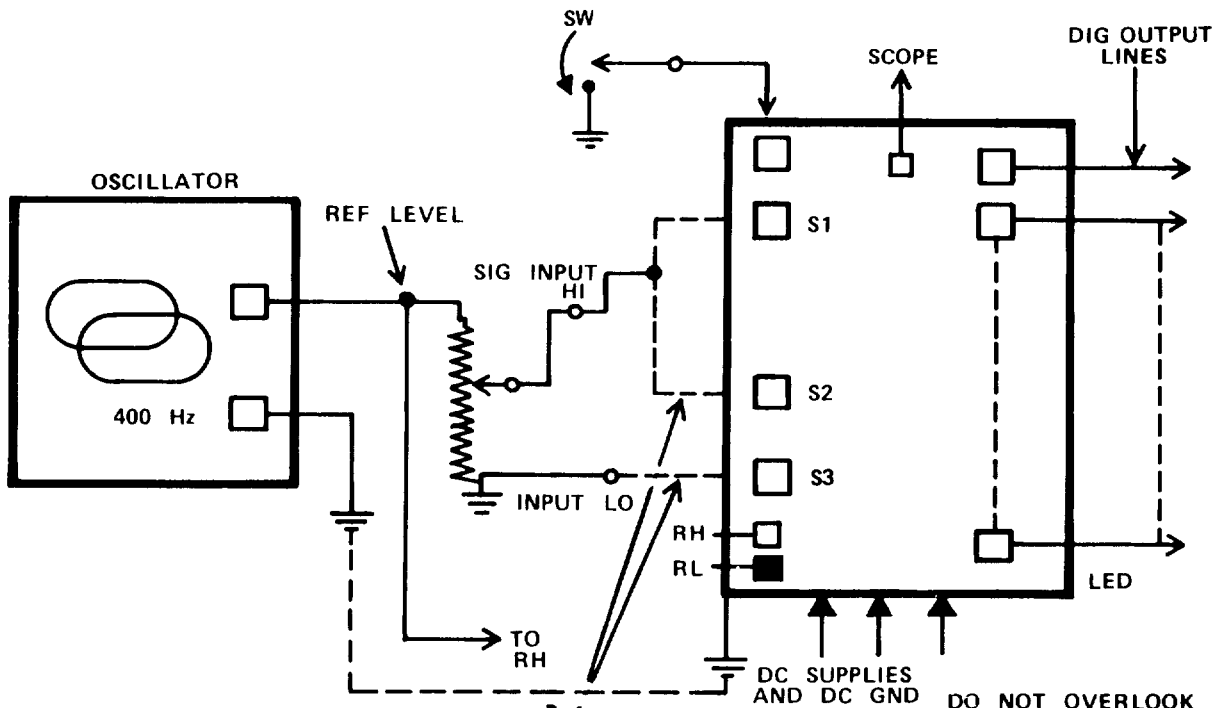 SW
SCOPE
DIG OUTPUT
LINES
OSCILLATOR
REF LEVEL
SIG INPUT
HI
S1
400 Hz
S2
S3
INPUT LO
RH
RL
LED
TO
RH
DC SUPPLIES
AND DC GND
DO NOT OVERLOOK